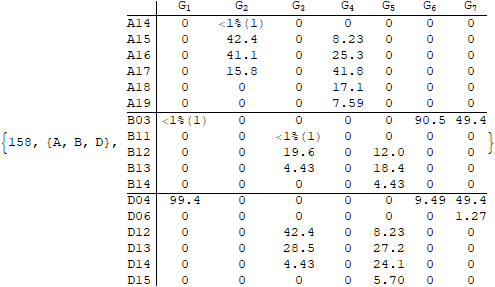 G1 G2 G3 G4 G5 G6 G7
A14 0 <1%(1) 0 0 0 0 0
A15 0 42.4 0 8.23 0 0 0
A16 0 41.1 0 25.3 0 0 0
A17 0 15.8 0 41.8 0 0 0
A18 0 0 0 17.1 0 0 0
A19 0 0 0 7.59 0 0 0
B03 <1%(1) 0 0 0 0 90.5 49.4
B11 0 0 <1%(1) 0 0 0 0
{158, {A, B, D}, B12 0 0 19.6 0 12.0 0 0 }
B13 0 0 4.43 0 18.4 0 0
B14 0 0 0 0 4.43 0 0
D04 99.4 0 0 0 0 9.49 49.4
D06 0 0 0 0 0 0 1.27
D12 0 0 42.4 0 8.23 0 0
D13 0 0 28.5 0 27.2 0 0
D14 0 0 4.43 0 24.1 0 0
D15 0 0 0 0 5.70 0 0